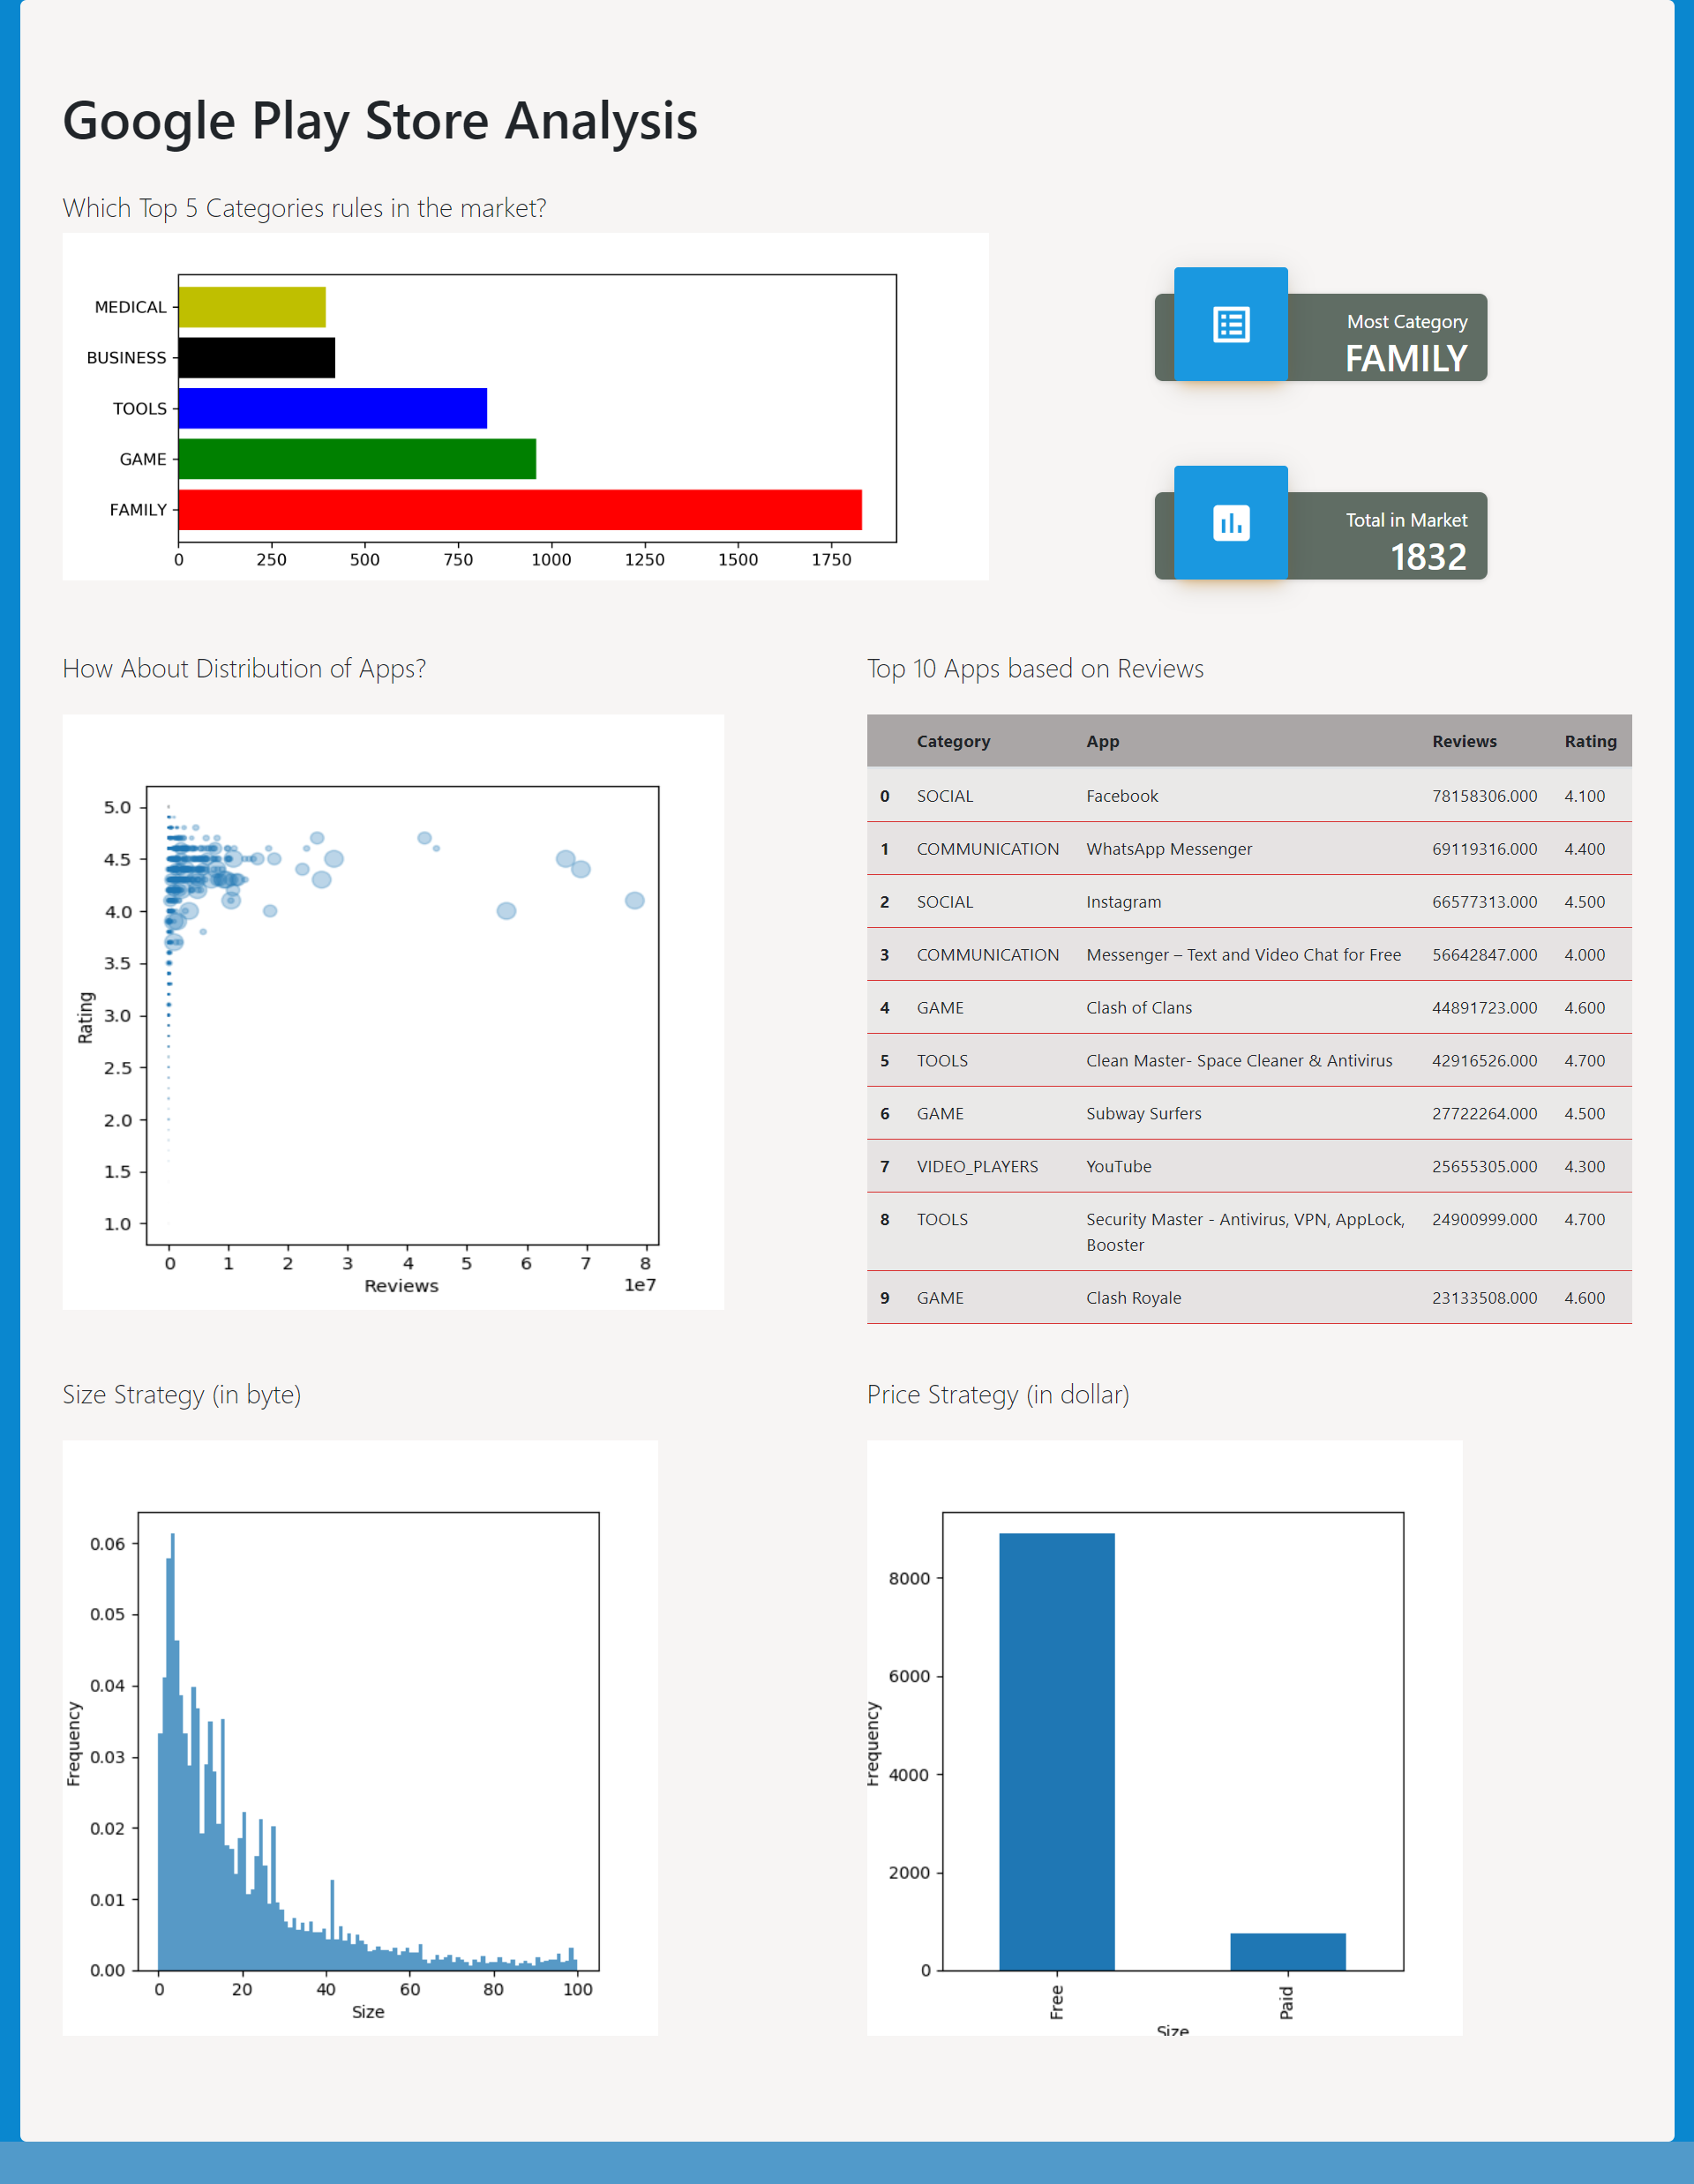 Google Play Store Analysis
Which Top 5 Categories rules in the market?
MEDICAL
BUSINESS
TOOLS
GAME
FAMILY
0 250 500 750 1000 1250 1500 1750
Most Category
FAMILY
Total in Market
1832
How About Distribution of Apps?
5.0
4.5
4.0
3.5
3.0
2.5
2.0
1.5
1.0
Rating
0 1 2 3 4 5 6 7 8
Reviews
1e7
Top 10 Apps based on Reviews
Category App Reviews Rating
0 SOCIAL Facebook 78158306.000 4.100
1 COMMUNICATION WhatsApp Messenger 69119316.000 4.400
2 SOCIAL Instagram 66577313.000 4.500
3 COMMUNICATION Messenger – Text and Video Chat for Free 56642847.000 4.000
4 GAME Clash of Clans 44891723.000 4.600
5 TOOLS Clean Master- Space Cleaner & Antivirus 42916526.000 4.700
6 GAME Subway Surfers 27722264.000 4.500
7 VIDEO_PLAYERS YouTube 25655305.000 4.300
8 TOOLS Security Master - Antivirus, VPN, AppLock, 24900999.000 4.700
Booster
9 GAME Clash Royale 23133508.000 4.600
Size Strategy (in byte)
0.06
0.05
0.04
0.03
0.02
0.01
0.00
Frequency
0 20 40 60 80 100
Size
Price Strategy (in dollar)
8000
6000
4000
2000
0
Frequency
Free Paid
Size